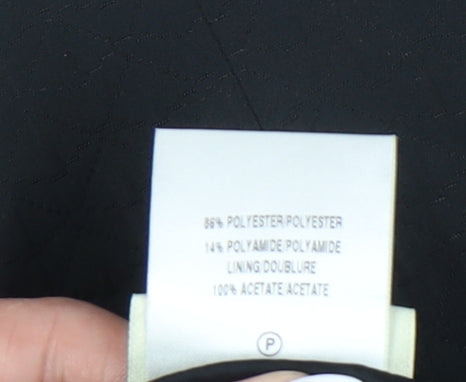 86% POLYESTER/POLYESTER
14% POLYAMIDE/POLYAMIDE
LINING/DOUBLURE
100% ACETATE/ACETATE
P